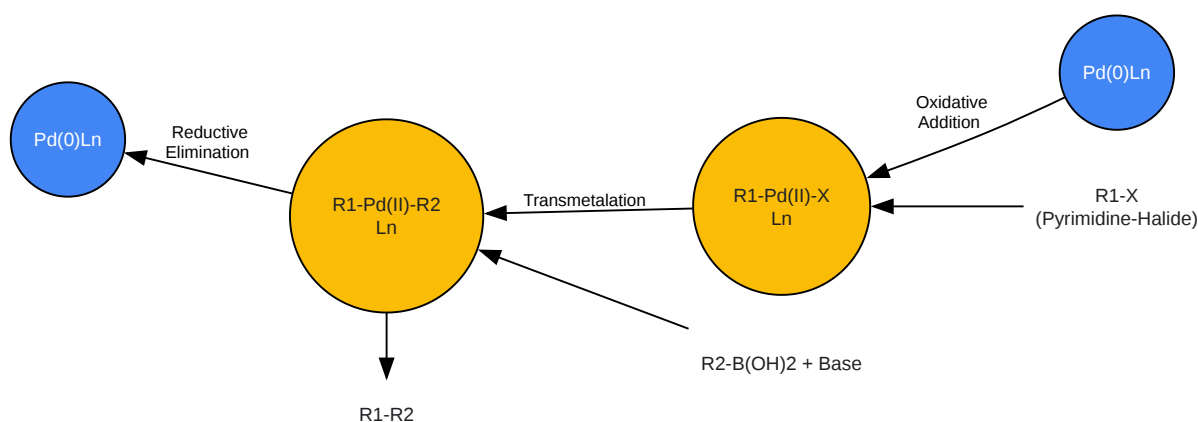 Pd(0)Ln
Oxidative
Addition
Reductive
Elimination
Pd(0)Ln
R1-Pd(II)-R2
Ln
Transmetalation
R1-Pd(II)-X
Ln
R1-X
(Pyrimidine-Halide)
R2-B(OH)2 + Base
R1-R2